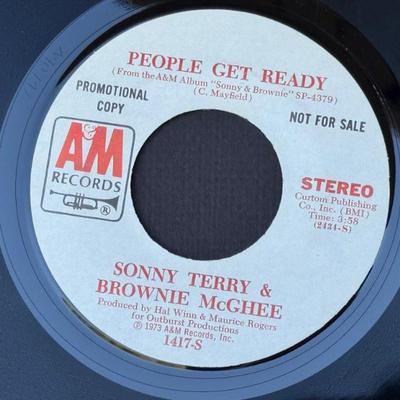 PEOPLE GET READY
(From the A&M Album "Sonny & Brownie" SP-4379)
(C. Mayfield)
PROMOTIONAL
COPY
NOT FOR SALE
A&M
RECORDS
®
STEREO
Custom Publishing
Co., Inc. (BMI)
Time: 3:58
(2434-S)
SONNY TERRY &
BROWNIE McGHEE
Produced by Hal Winn & Maurice Rogers
for Outburst Productions
℗ 1973 A&M Records, Inc.
1417-S